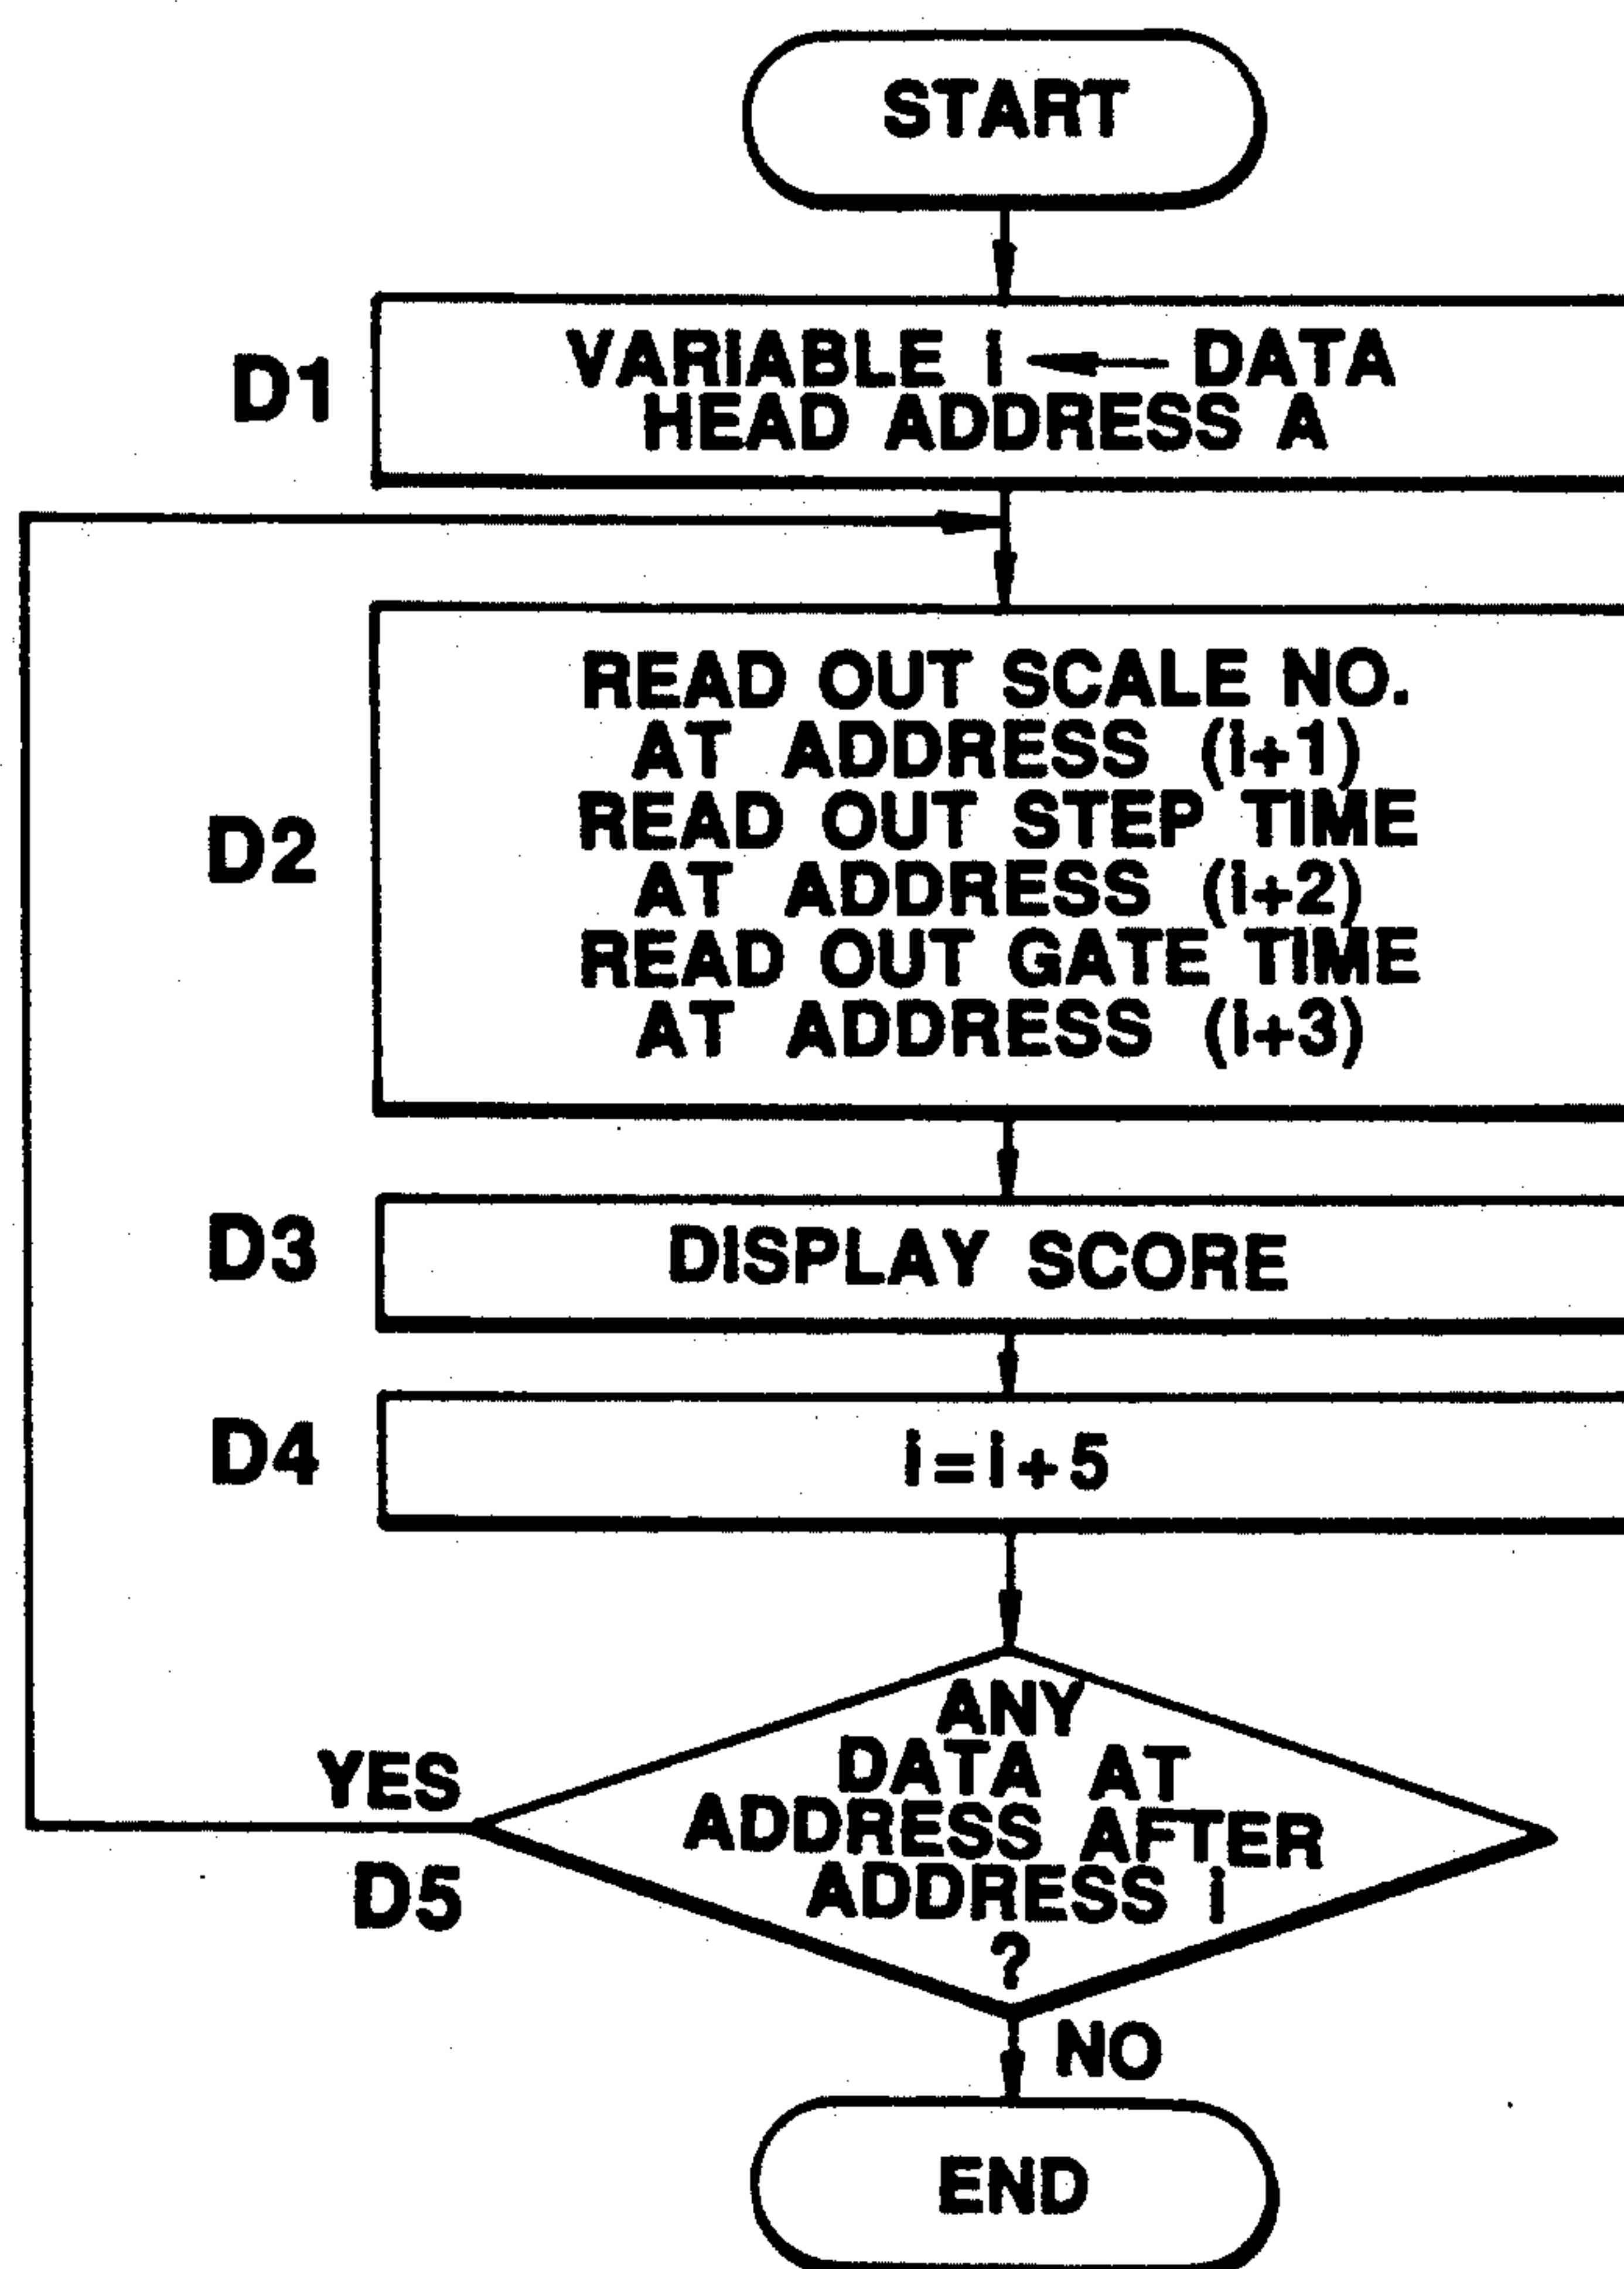 START
D1
VARIABLE i ← DATA
HEAD ADDRESS A
D2
READ OUT SCALE NO.
AT ADDRESS (i+1)
READ OUT STEP TIME
AT ADDRESS (i+2)
READ OUT GATE TIME
AT ADDRESS (i+3)
D3
DISPLAY SCORE
D4
i=i+5
YES
D5
ANY
DATA AT
ADDRESS AFTER
ADDRESS i
?
NO
END